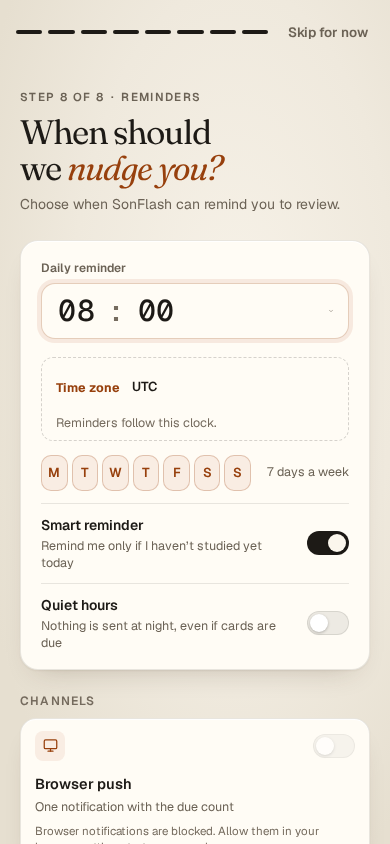 Skip for now
STEP 8 OF 8 · REMINDERS
When should
we nudge you?
Choose when SonFlash can remind you to review.
Daily reminder
08 : 00
Time zone UTC
Reminders follow this clock.
M T W T F S S 7 days a week
Smart reminder
Remind me only if I haven't studied yet
today
Quiet hours
Nothing is sent at night, even if cards are
due
CHANNELS
Browser push
One notification with the due count
Browser notifications are blocked. Allow them in your